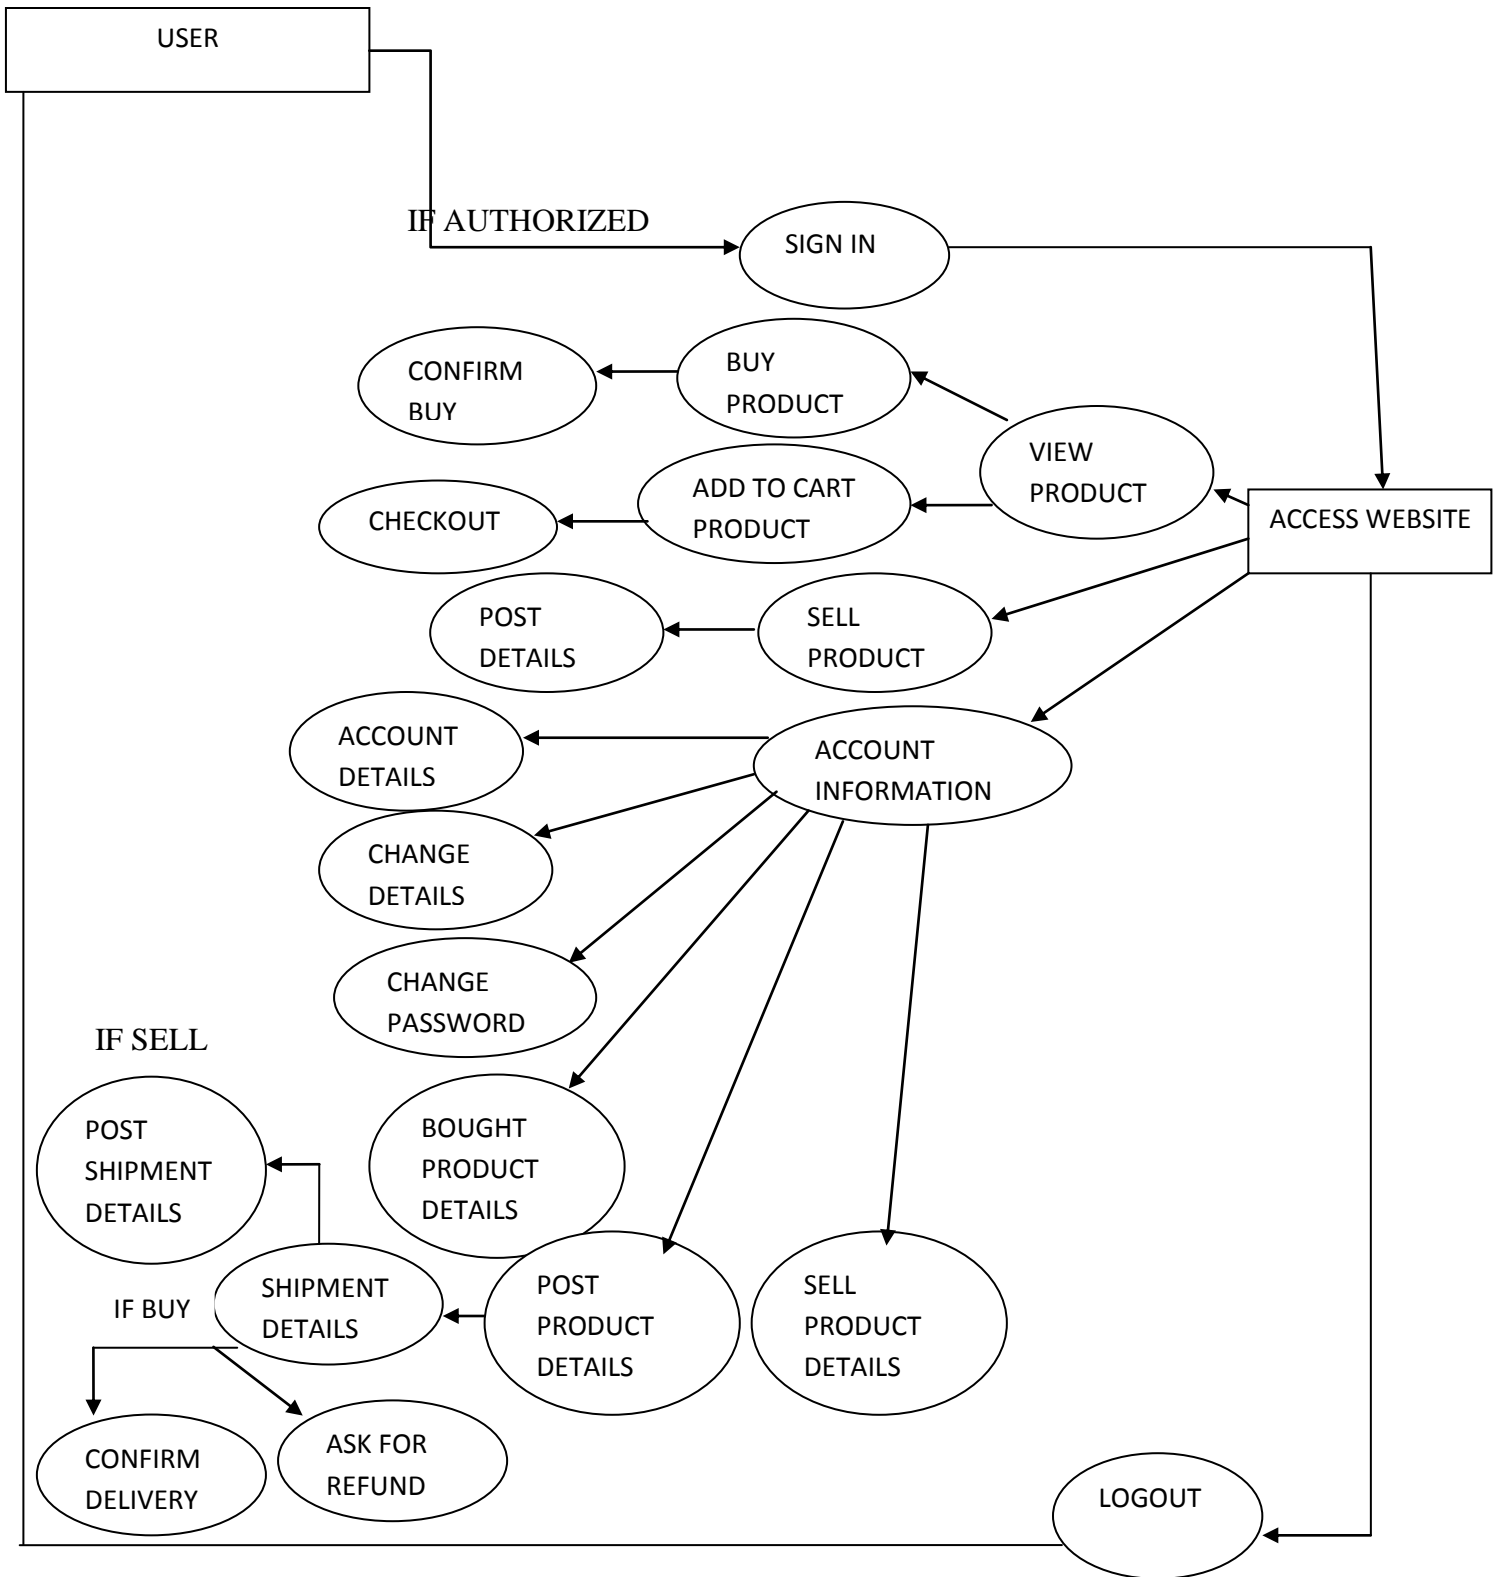 USER
IF AUTHORIZED
SIGN IN
CONFIRM
BUY
BUY
PRODUCT
VIEW
PRODUCT
ADD TO CART
PRODUCT
CHECKOUT
ACCESS WEBSITE
POST
DETAILS
SELL
PRODUCT
ACCOUNT
DETAILS
ACCOUNT
INFORMATION
CHANGE
DETAILS
CHANGE
PASSWORD
IF SELL
POST
SHIPMENT
DETAILS
BOUGHT
PRODUCT
DETAILS
IF BUY
SHIPMENT
DETAILS
POST
PRODUCT
DETAILS
SELL
PRODUCT
DETAILS
CONFIRM
DELIVERY
ASK FOR
REFUND
LOGOUT